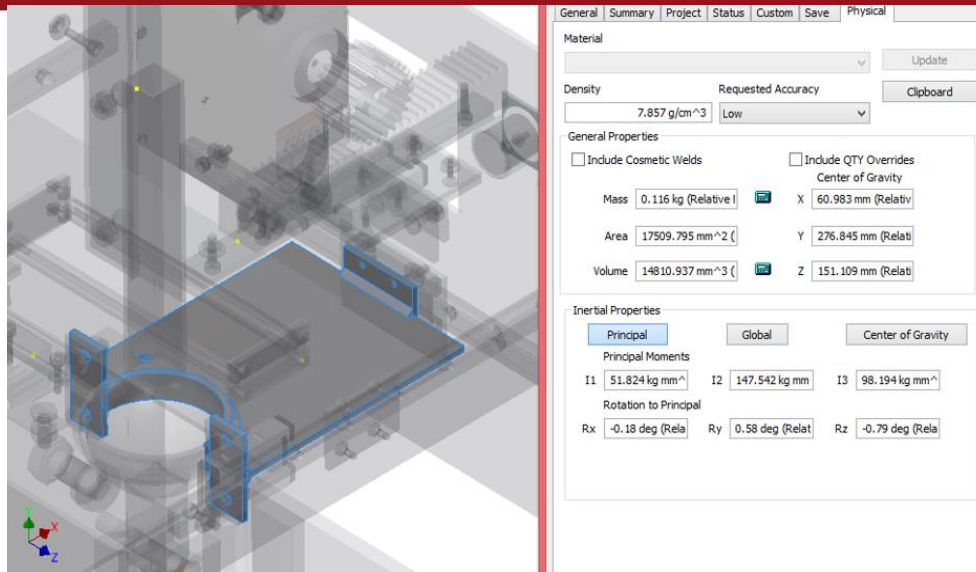 General Summary Project Status Custom Save Physical
Material
Update
Density Requested Accuracy
Clipboard
7.857 g/cm^3 Low
General Properties
Include Cosmetic Welds Include QTY Overrides
Center of Gravity
Mass 0.116 kg (Relative I X 60.983 mm (Relativ
Area 17509.795 mm^2 ( Y 276.845 mm (Relati
Volume 14810.937 mm^3 ( Z 151.109 mm (Relati
Inertial Properties
Principal Global Center of Gravity
Principal Moments
I1 51.824 kg mm^ I2 147.542 kg mm I3 98.194 kg mm^
Rotation to Principal
Rx -0.18 deg (Rela Ry 0.58 deg (Relat Rz -0.79 deg (Rela
Y
X
Z